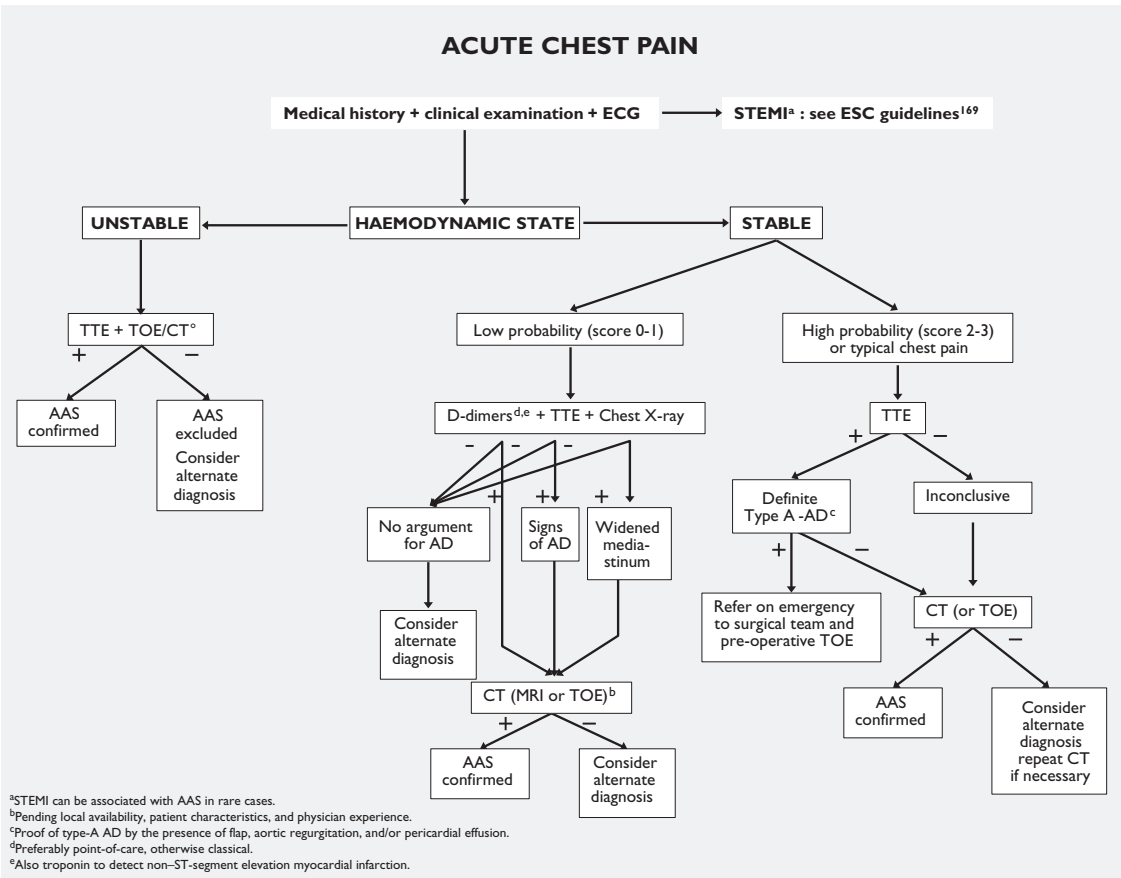 ACUTE CHEST PAIN
Medical history + clinical examination + ECG
STEMIᵃ : see ESC guidelines¹⁶⁹
UNSTABLE
HAEMODYNAMIC STATE
STABLE
TTE + TOE/CT°
+
–
AAS
confirmed
AAS
excluded
Consider
alternate
diagnosis
Low probability (score 0-1)
D-dimersᵈ,ᵉ + TTE + Chest X-ray
-
-
-
+
+
+
No argument
for AD
Signs
of AD
Widened
media-
stinum
Consider
alternate
diagnosis
CT (MRI or TOE)ᵇ
+
–
AAS
confirmed
Consider
alternate
diagnosis
High probability (score 2-3)
or typical chest pain
TTE
+
–
Definite
Type A -ADᶜ
Inconclusive
+
–
Refer on emergency
to surgical team and
pre-operative TOE
CT (or TOE)
+
–
AAS
confirmed
Consider
alternate
diagnosis
repeat CT
if necessary
ᵃSTEMI can be associated with AAS in rare cases.
ᵇPending local availability, patient characteristics, and physician experience.
ᶜProof of type-A AD by the presence of flap, aortic regurgitation, and/or pericardial effusion.
ᵈPreferably point-of-care, otherwise classical.
ᵉAlso troponin to detect non–ST-segment elevation myocardial infarction.